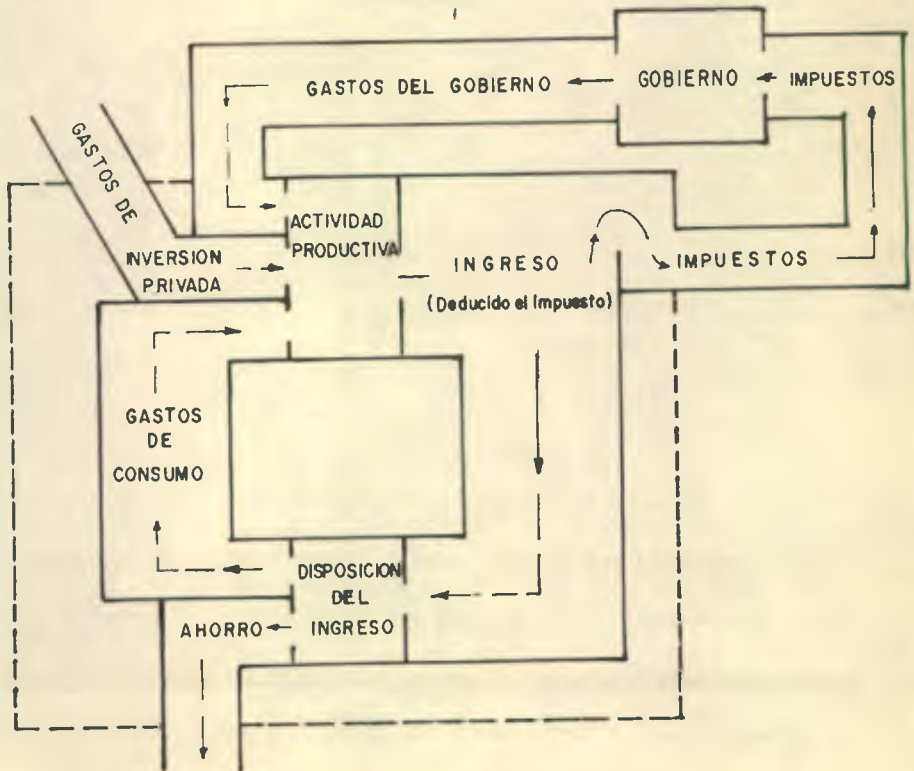 GASTOS DEL GOBIERNO
GOBIERNO
IMPUESTOS
GASTOS DE
INVERSION
PRIVADA
ACTIVIDAD
PRODUCTIVA
INGRESO
(Deducido el Impuesto)
IMPUESTOS
GASTOS
DE
CONSUMO
DISPOSICION
DEL
INGRESO
AHORRO